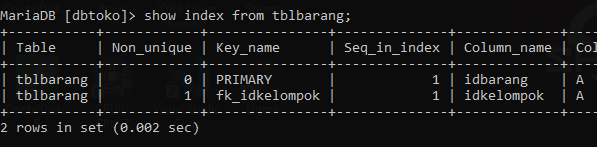 MariaDB [dbtoko]> show index from tblbarang;
+-----------+------------+---------------+--------------+-------------+----
| Table     | Non_unique | Key_name      | Seq_in_index | Column_name | Col
+-----------+------------+---------------+--------------+-------------+----
| tblbarang |          0 | PRIMARY       |            1 | idbarang    | A
| tblbarang |          1 | fk_idkelompok |            1 | idkelompok  | A
+-----------+------------+---------------+--------------+-------------+----
2 rows in set (0.002 sec)